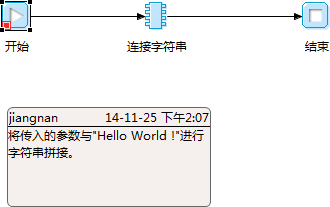 开始
连接字符串
结束
jiangnan 14-11-25 下午2:07
将传入的参数与"Hello World !"进行
字符串拼接。